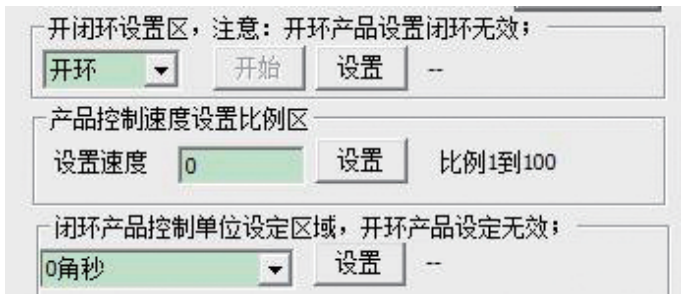 开闭环设置区，注意：开环产品设置闭环无效；
开环 开始 设置 --
产品控制速度设置比例区
设置速度 0 设置 比例1到100
闭环产品控制单位设定区域，开环产品设定无效；
0角秒 设置 --